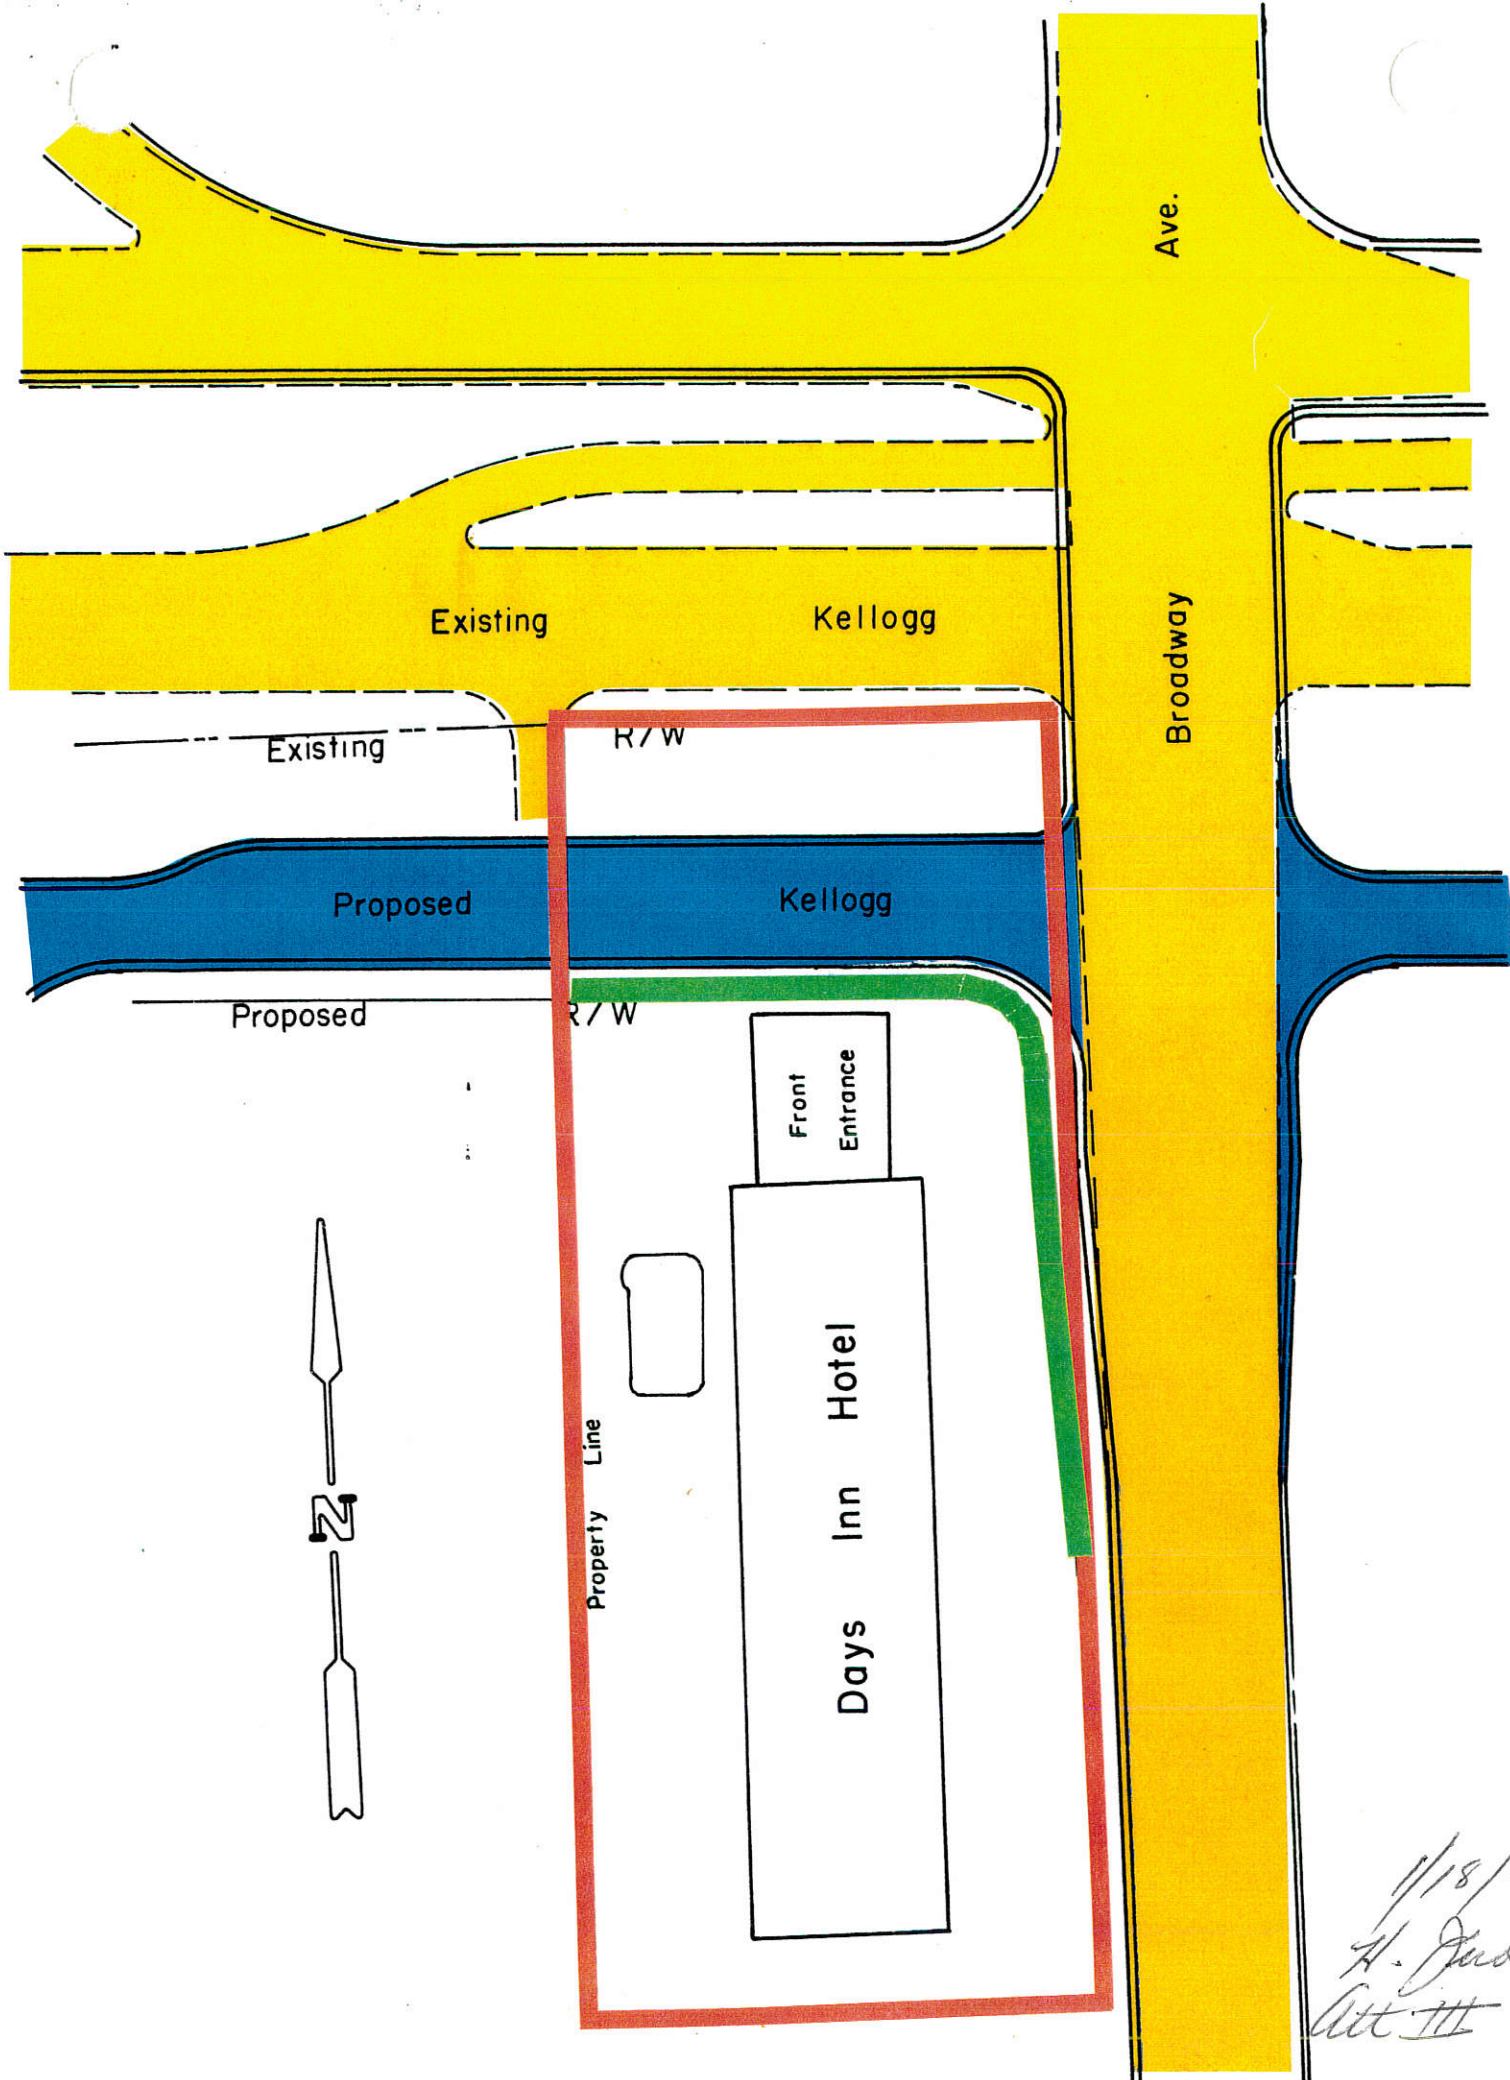 Ave.
Existing Kellogg
Broadway
Existing R/W
Proposed Kellogg
Proposed R/W
Front
Entrance
Days Inn Hotel
Property Line
N
1/18/
H.
Att. III